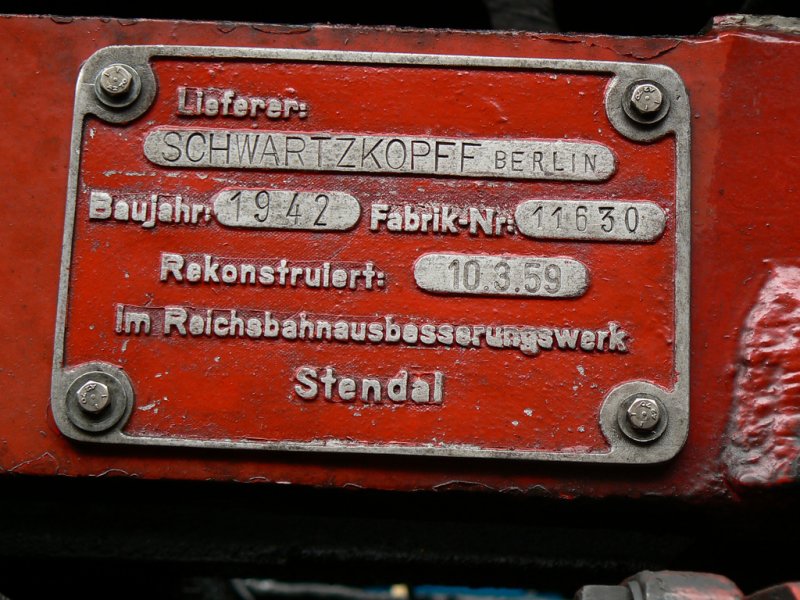 Lieferer:
SCHWARTZKOPFF BERLIN
Baujahr: 1942 Fabrik-Nr: 11630
Rekonstruiert: 10.3.59
im Reichsbahnausbesserungswerk
Stendal